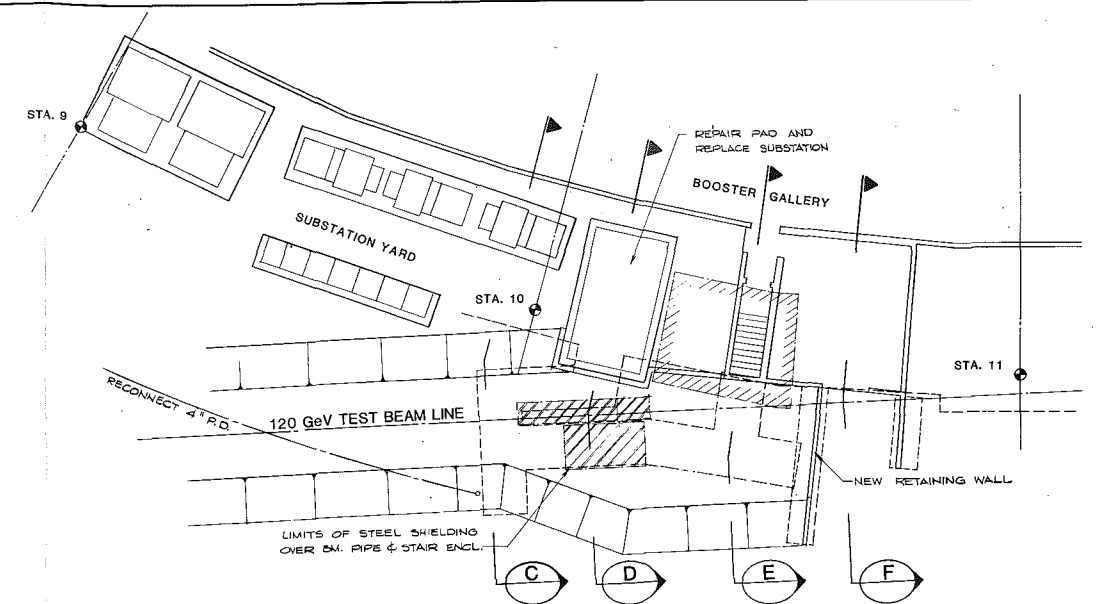 STA. 9
REPAIR PAD AND
REPLACE SUBSTATION
BOOSTER GALLERY
SUBSTATION YARD
STA. 10
STA. 11
RECONNECT 4" P.D.
120 GeV TEST BEAM LINE
NEW RETAINING WALL
LIMITS OF STEEL SHIELDING
OVER BM. PIPE & STAIR ENCL.
C
D
E
F